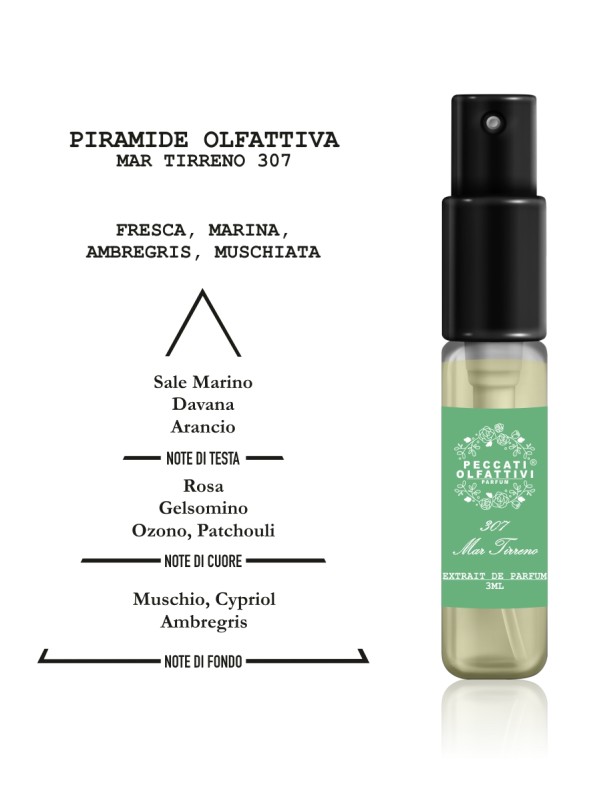 PIRAMIDE OLFATTIVA
MAR TIRRENO 307
FRESCA, MARINA,
AMBREGRIS, MUSCHIATA
Sale Marino
Davana
Arancio
NOTE DI TESTA
Rosa
Gelsomino
Ozono, Patchouli
NOTE DI CUORE
Muschio, Cypriol
Ambregris
NOTE DI FONDO
PECCATI®
OLFATTIVI
PARFUM
307
Mar Tirreno
EXTRAIT DE PARFUM
3ML